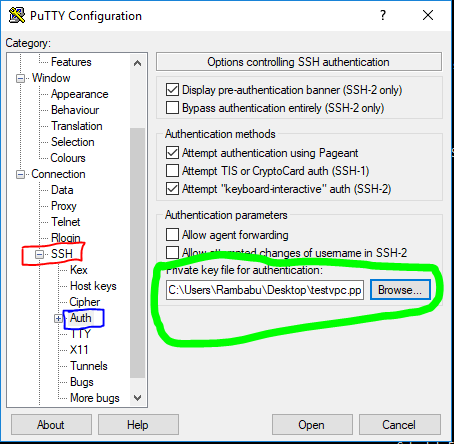 PuTTY Configuration
Category:
Features
Window
Appearance
Behaviour
Translation
Selection
Colours
Connection
Data
Proxy
Telnet
Rlogin
SSH
Kex
Host keys
Cipher
Auth
TTY
X11
Tunnels
Bugs
More bugs
Options controlling SSH authentication
Display pre-authentication banner (SSH-2 only)
Bypass authentication entirely (SSH-2 only)
Authentication methods
Attempt authentication using Pageant
Attempt TIS or CryptoCard auth (SSH-1)
Attempt "keyboard-interactive" auth (SSH-2)
Authentication parameters
Allow agent forwarding
Allow attempted changes of username in SSH-2
Private key file for authentication:
C:\Users\Rambabu\Desktop\testvpc.pp
Browse...
About
Help
Open
Cancel